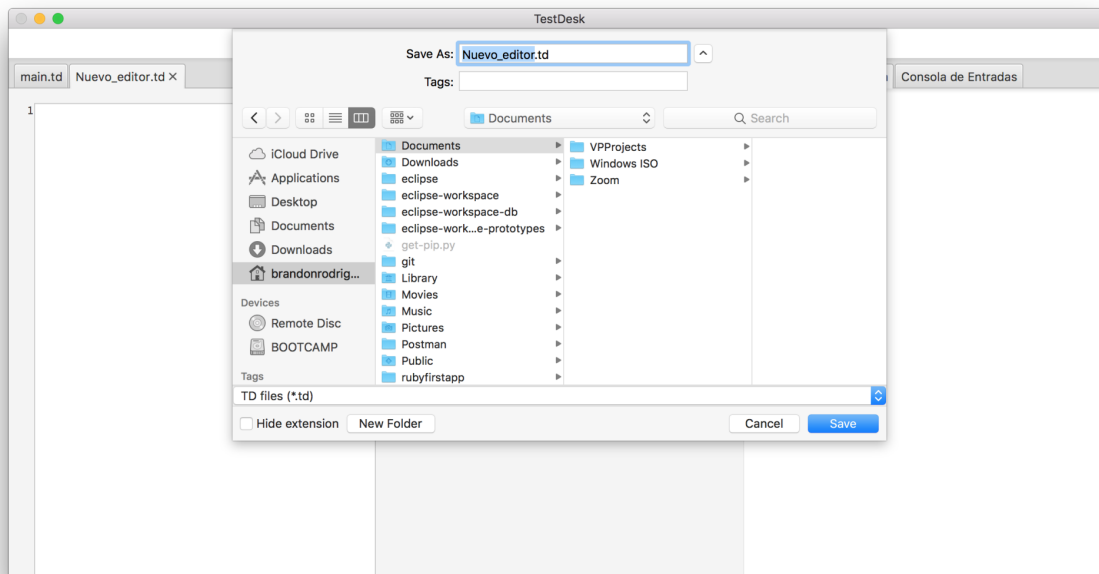 TestDesk
Save As: Nuevo_editor.td
Tags:
main.td Nuevo_editor.td Consola de Entradas
1
Documents Search
iCloud Drive
Applications
Desktop
Documents
Downloads
brandonrodrig...
Devices
Remote Disc
BOOTCAMP
Tags
Documents
Downloads
eclipse
eclipse-workspace
eclipse-workspace-db
eclipse-work...e-prototypes
get-pip.py
git
Library
Movies
Music
Pictures
Postman
Public
rubyfirstapp
VPProjects
Windows ISO
Zoom
TD files (*.td)
Hide extension New Folder Cancel Save